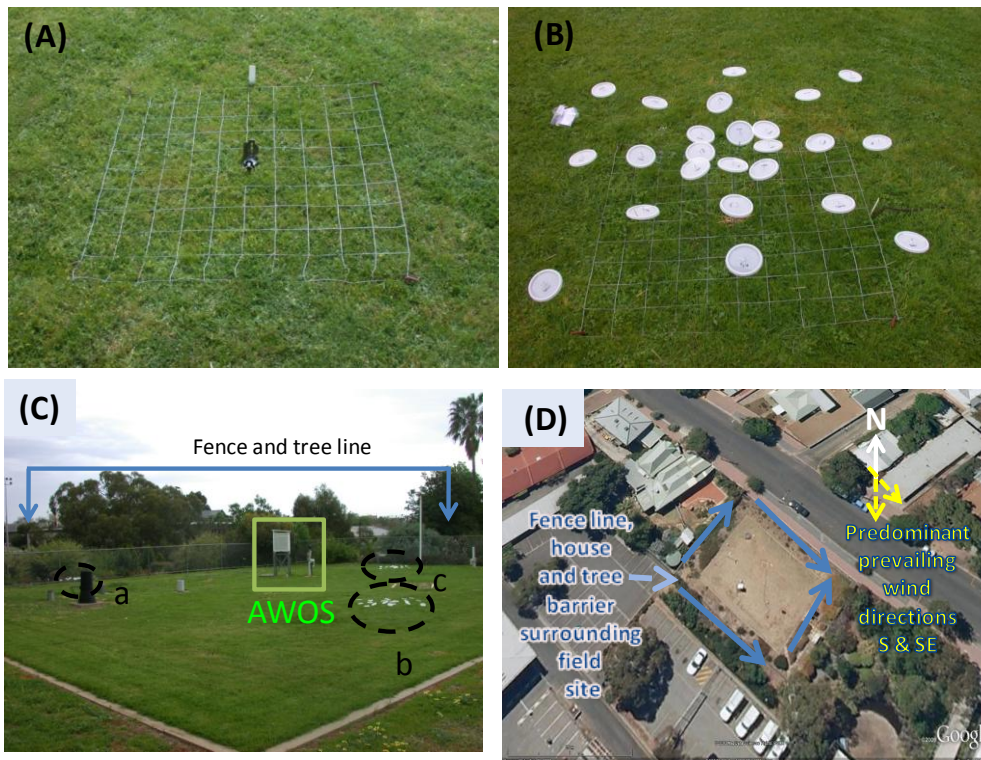 (A)
(B)
(C)
Fence and tree line
a
AWOS
c
b
(D)
N
Fence line,
house
and tree
barrier
surrounding
field
site
Predominant
prevailing
wind
directions
S & SE
Google